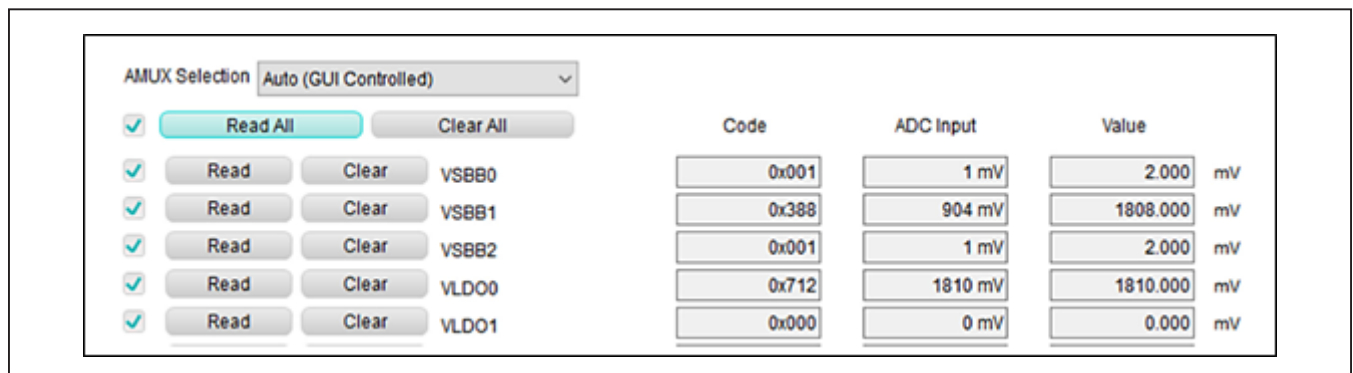 AMUX Selection Auto (GUI Controlled)
Read All Clear All Code ADC Input Value
Read Clear VSBB0 0x001 1 mV 2.000 mV
Read Clear VSBB1 0x388 904 mV 1808.000 mV
Read Clear VSBB2 0x001 1 mV 2.000 mV
Read Clear VLDO0 0x712 1810 mV 1810.000 mV
Read Clear VLDO1 0x000 0 mV 0.000 mV